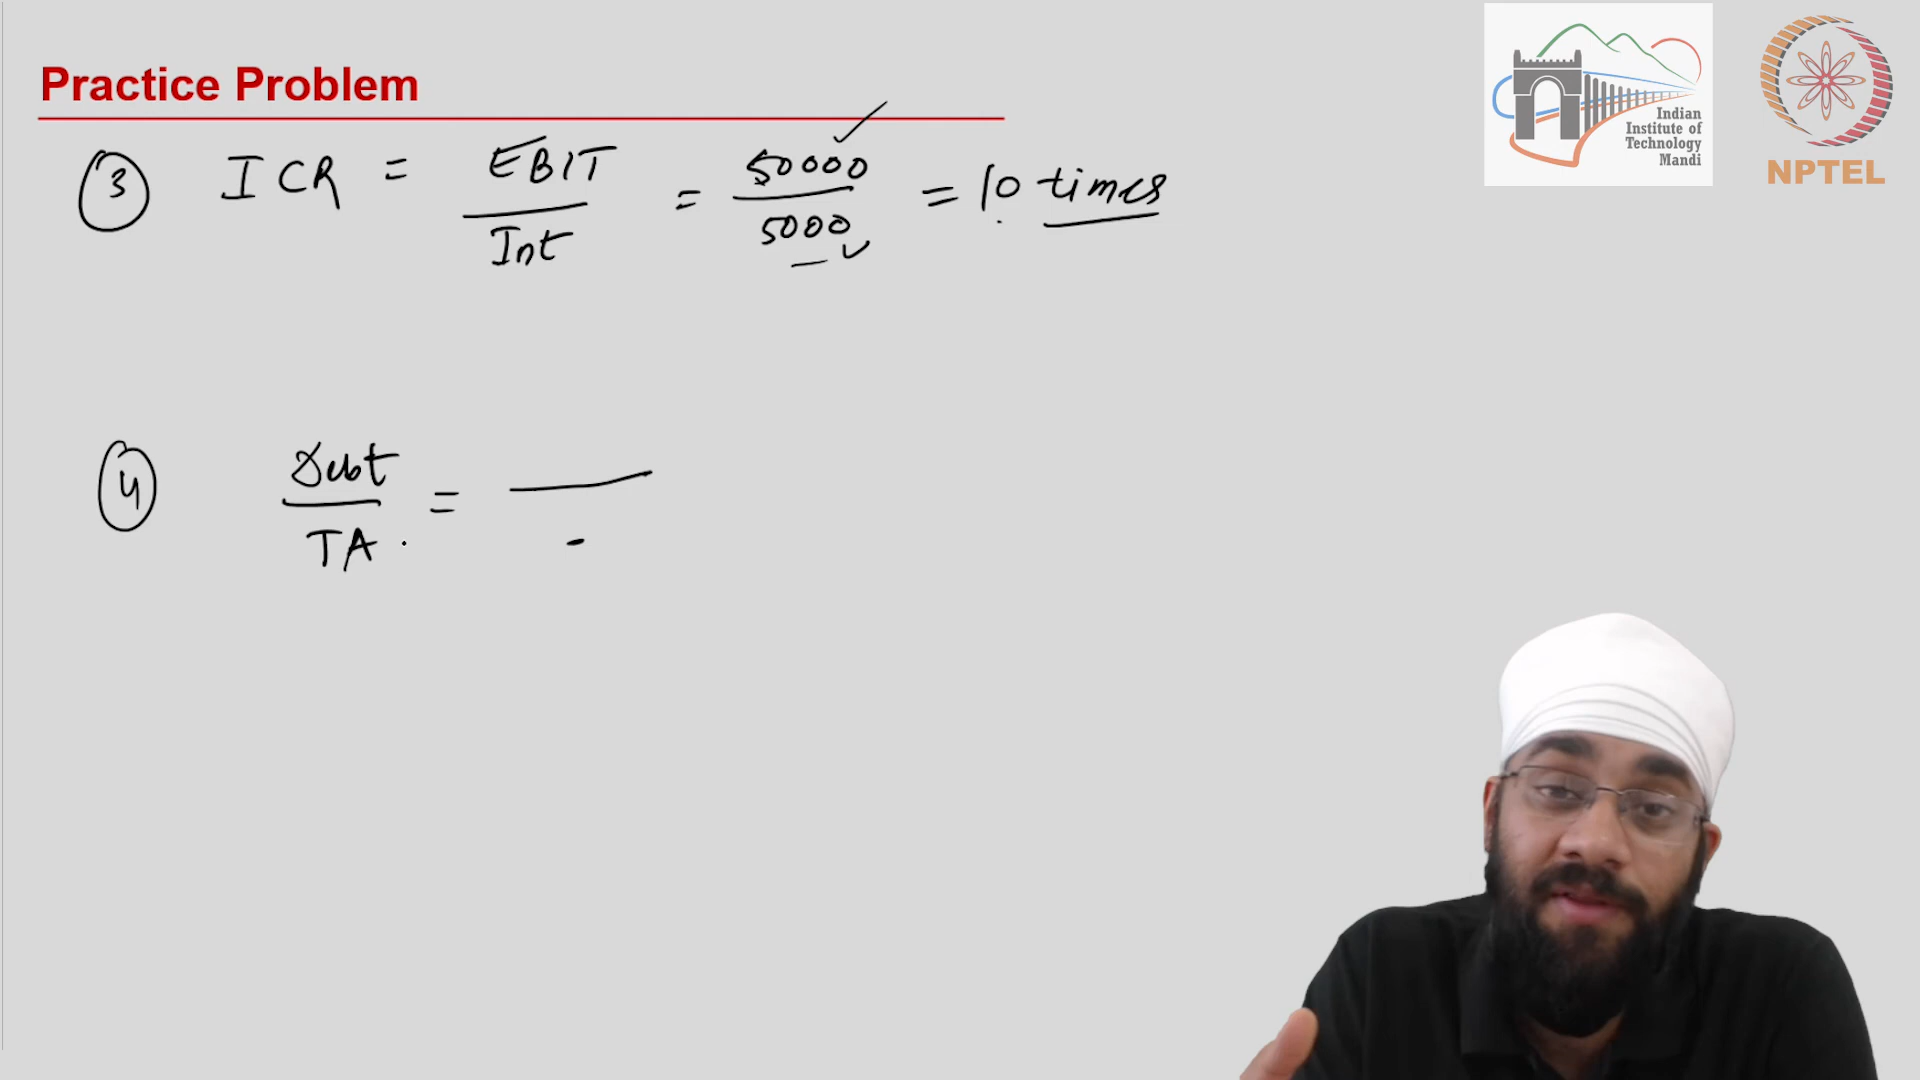 Practice Problem
Indian
Institute of
Technology
Mandi
NPTEL
3 ICR = EBIT / Int = 50000 / 5000 = 10 times
4 Debt / TA =